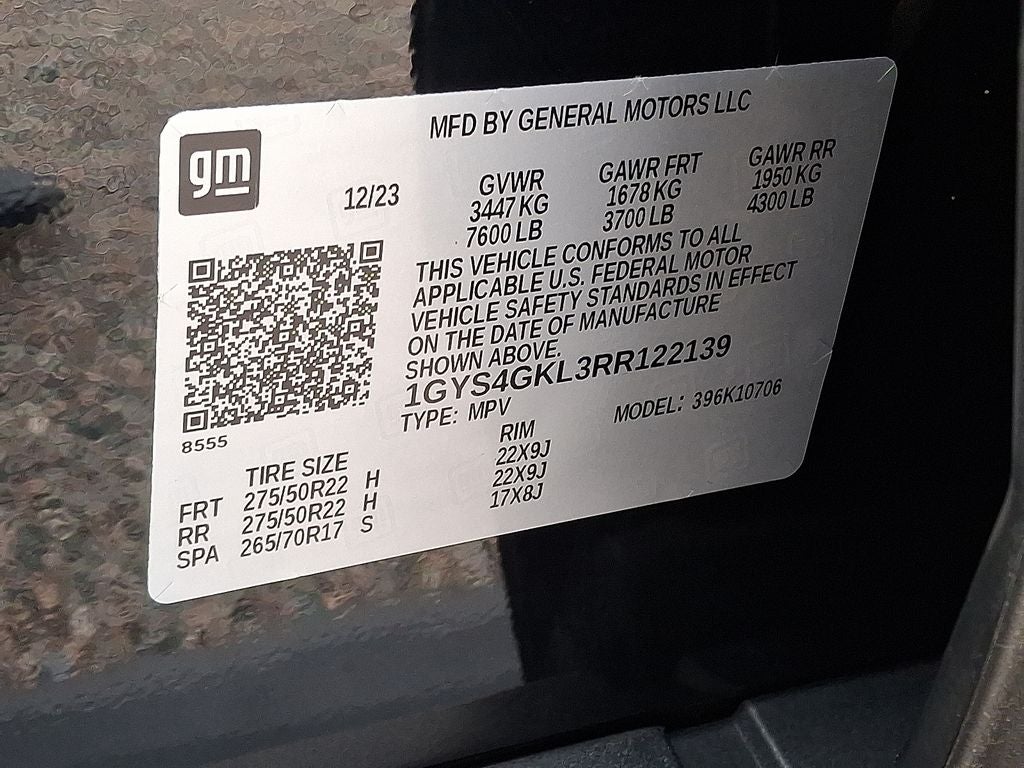 MFD BY GENERAL MOTORS LLC
gm
12/23
GVWR GAWR FRT GAWR RR
3447 KG 1678 KG 1950 KG
7600 LB 3700 LB 4300 LB
THIS VEHICLE CONFORMS TO ALL
APPLICABLE U.S. FEDERAL MOTOR
VEHICLE SAFETY STANDARDS IN EFFECT
ON THE DATE OF MANUFACTURE
SHOWN ABOVE.
1GYS4GKL3RR122139
TYPE: MPV MODEL: 396K10706
8555
TIRE SIZE RIM
FRT 275/50R22 H 22X9J
RR 275/50R22 H 22X9J
SPA 265/70R17 S 17X8J